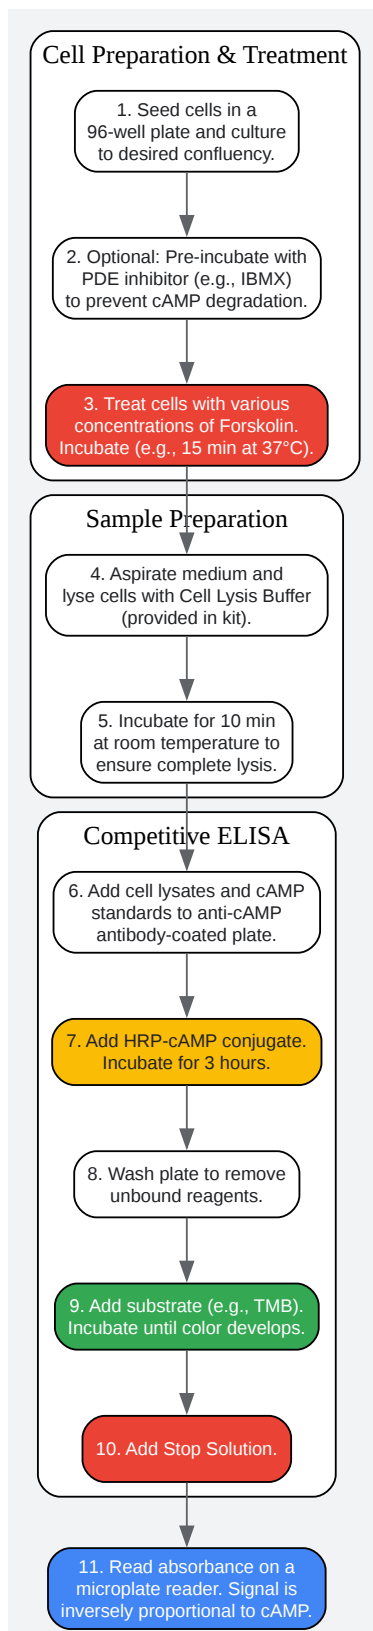 Cell Preparation & Treatment
1. Seed cells in a
96-well plate and culture
to desired confluency.
2. Optional: Pre-incubate with
PDE inhibitor (e.g., IBMX)
to prevent cAMP degradation.
3. Treat cells with various
concentrations of Forskolin.
Incubate (e.g., 15 min at 37°C).
Sample Preparation
4. Aspirate medium and
lyse cells with Cell Lysis Buffer
(provided in kit).
5. Incubate for 10 min
at room temperature to
ensure complete lysis.
Competitive ELISA
6. Add cell lysates and cAMP
standards to anti-cAMP
antibody-coated plate.
7. Add HRP-cAMP conjugate.
Incubate for 3 hours.
8. Wash plate to remove
unbound reagents.
9. Add substrate (e.g., TMB).
Incubate until color develops.
10. Add Stop Solution.
11. Read absorbance on a
microplate reader. Signal is
inversely proportional to cAMP.